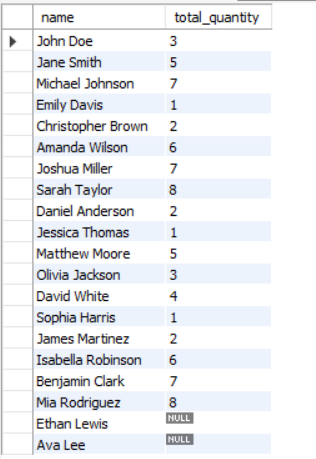 name total_quantity
John Doe 3
Jane Smith 5
Michael Johnson 7
Emily Davis 1
Christopher Brown 2
Amanda Wilson 6
Joshua Miller 7
Sarah Taylor 8
Daniel Anderson 2
Jessica Thomas 1
Matthew Moore 5
Olivia Jackson 3
David White 4
Sophia Harris 1
James Martinez 2
Isabella Robinson 6
Benjamin Clark 7
Mia Rodriguez 8
Ethan Lewis NULL
Ava Lee NULL